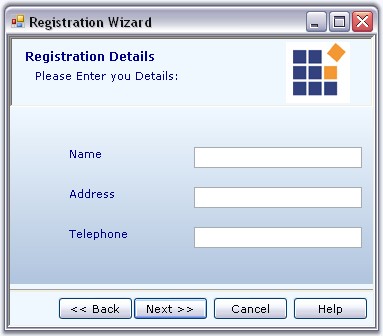 Registration Wizard
Registration Details
Please Enter you Details:
Name
Address
Telephone
<< Back Next >> Cancel Help